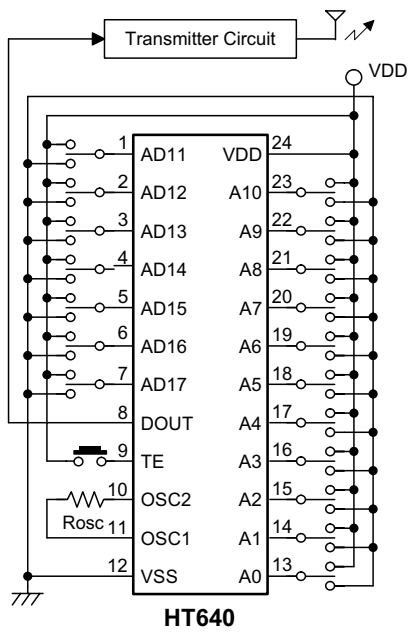 Transmitter Circuit
VDD
1 AD11 VDD 24
2 AD12 A10 23
3 AD13 A9 22
4 AD14 A8 21
5 AD15 A7 20
6 AD16 A6 19
7 AD17 A5 18
8 DOUT A4 17
9 TE A3 16
10 OSC2 A2 15
Rosc
11 OSC1 A1 14
12 VSS A0 13
HT640